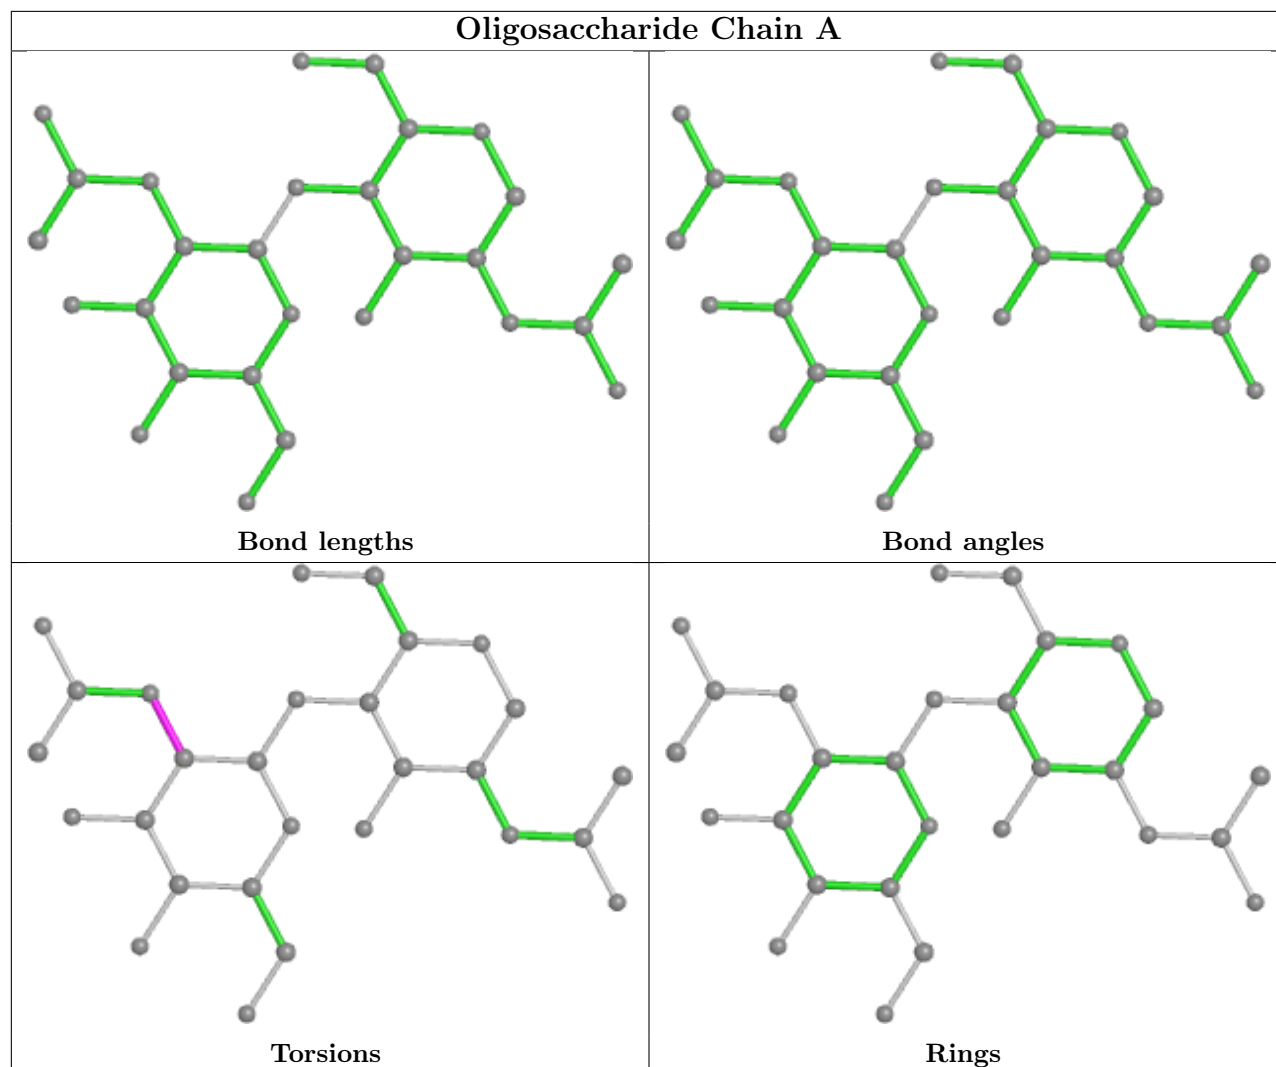 Oligosaccharide Chain A
Bond lengths
Bond angles
Torsions
Rings